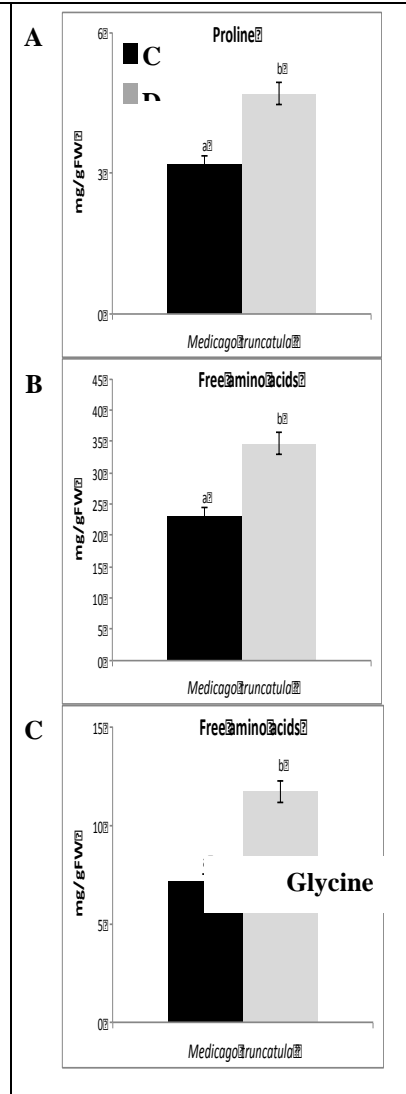 A
Proline
C
b
a
6
3
0
mg/gFW
Medicago truncatula
B
Free amino acids
b
a
45
40
35
30
25
20
15
10
5
0
mg/gFW
Medicago truncatula
C
Free amino acids
b
15
10
5
0
mg/gFW
Glycine
Medicago truncatula